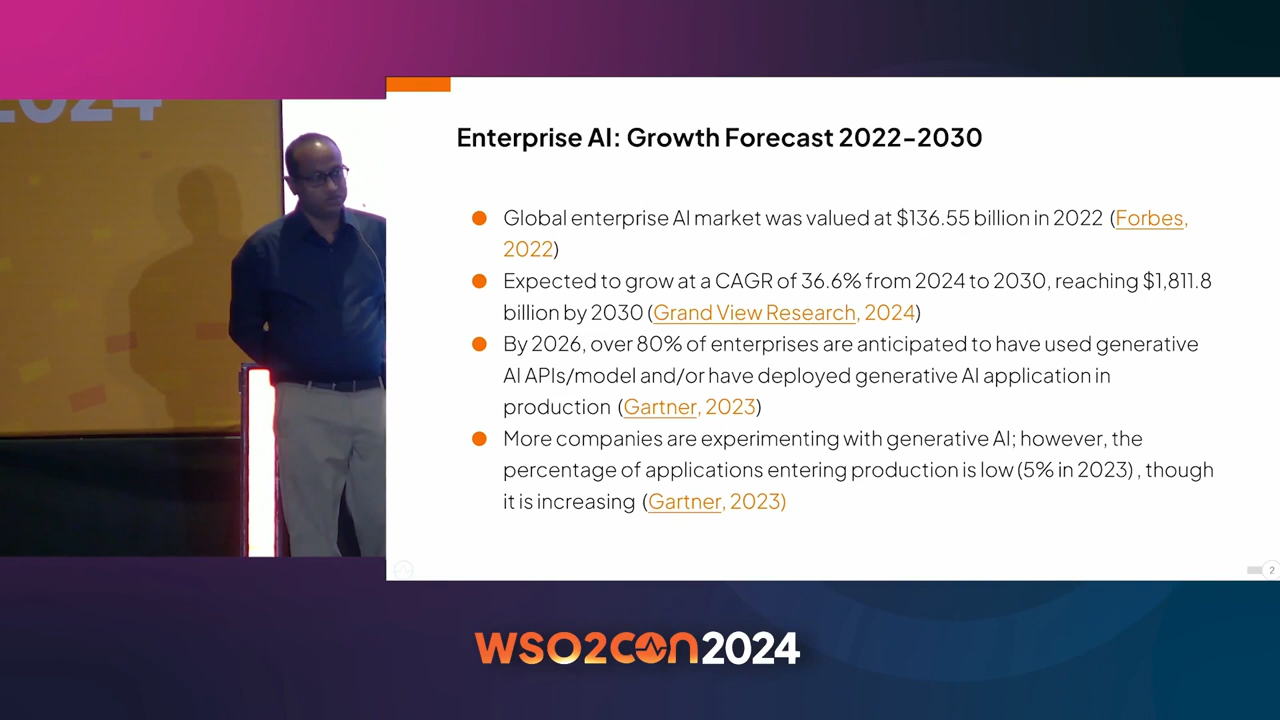 2024
Enterprise AI: Growth Forecast 2022-2030
Global enterprise AI market was valued at $136.55 billion in 2022 (Forbes,
2022)
Expected to grow at a CAGR of 36.6% from 2024 to 2030, reaching $1,811.8
billion by 2030 (Grand View Research, 2024)
By 2026, over 80% of enterprises are anticipated to have used generative
AI APIs/model and/or have deployed generative AI application in
production (Gartner, 2023)
More companies are experimenting with generative AI; however, the
percentage of applications entering production is low (5% in 2023) , though
it is increasing (Gartner, 2023)
2
WSO2CON2024